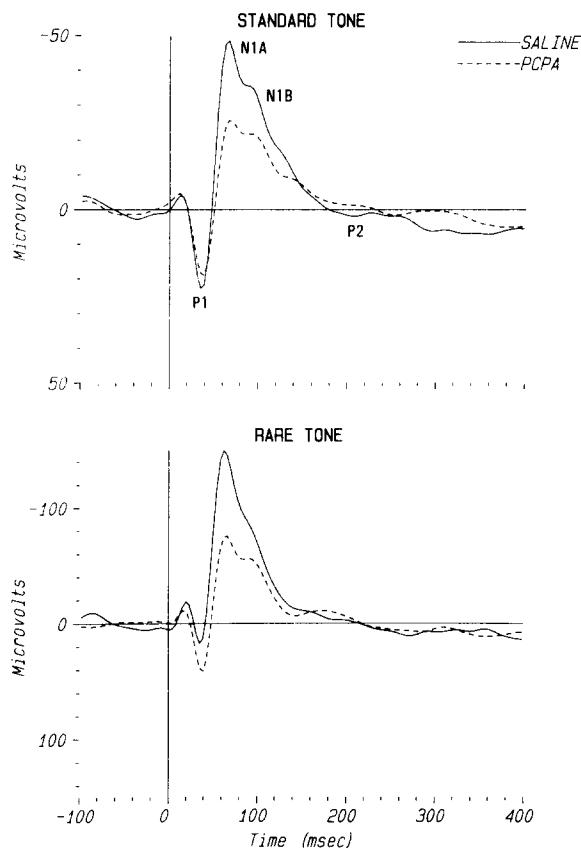 STANDARD TONE
SALINE
PCPA
-50
0
50
Microvolts
N1A
N1B
P1
P2
RARE TONE
-100
0
100
Microvolts
-100 0 100 200 300 400
Time (msec)